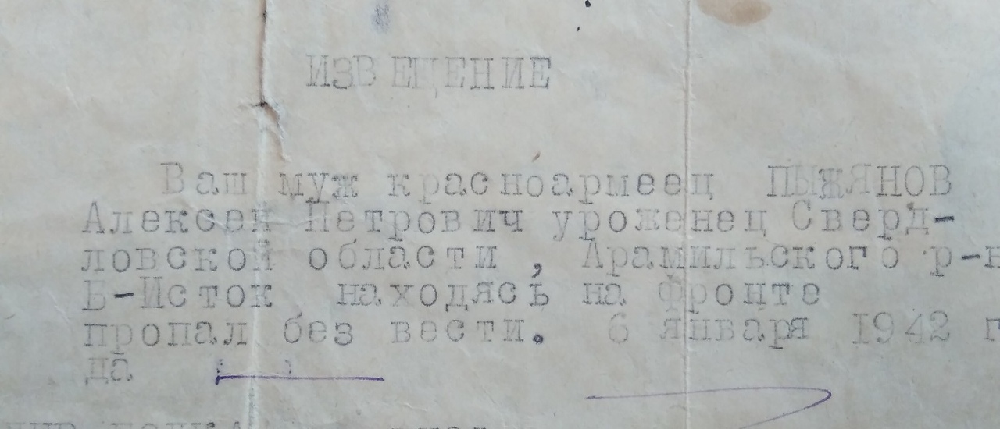 ИЗВЕЩЕНИЕ
Ваш муж красноармеец ПЫЖЯНОВ
Алексей Петрович уроженец Сверд-
ловской области , Арамильского р-н
Б-Исток находясь на фронте
пропал без вести. 6 января 1942 г
да